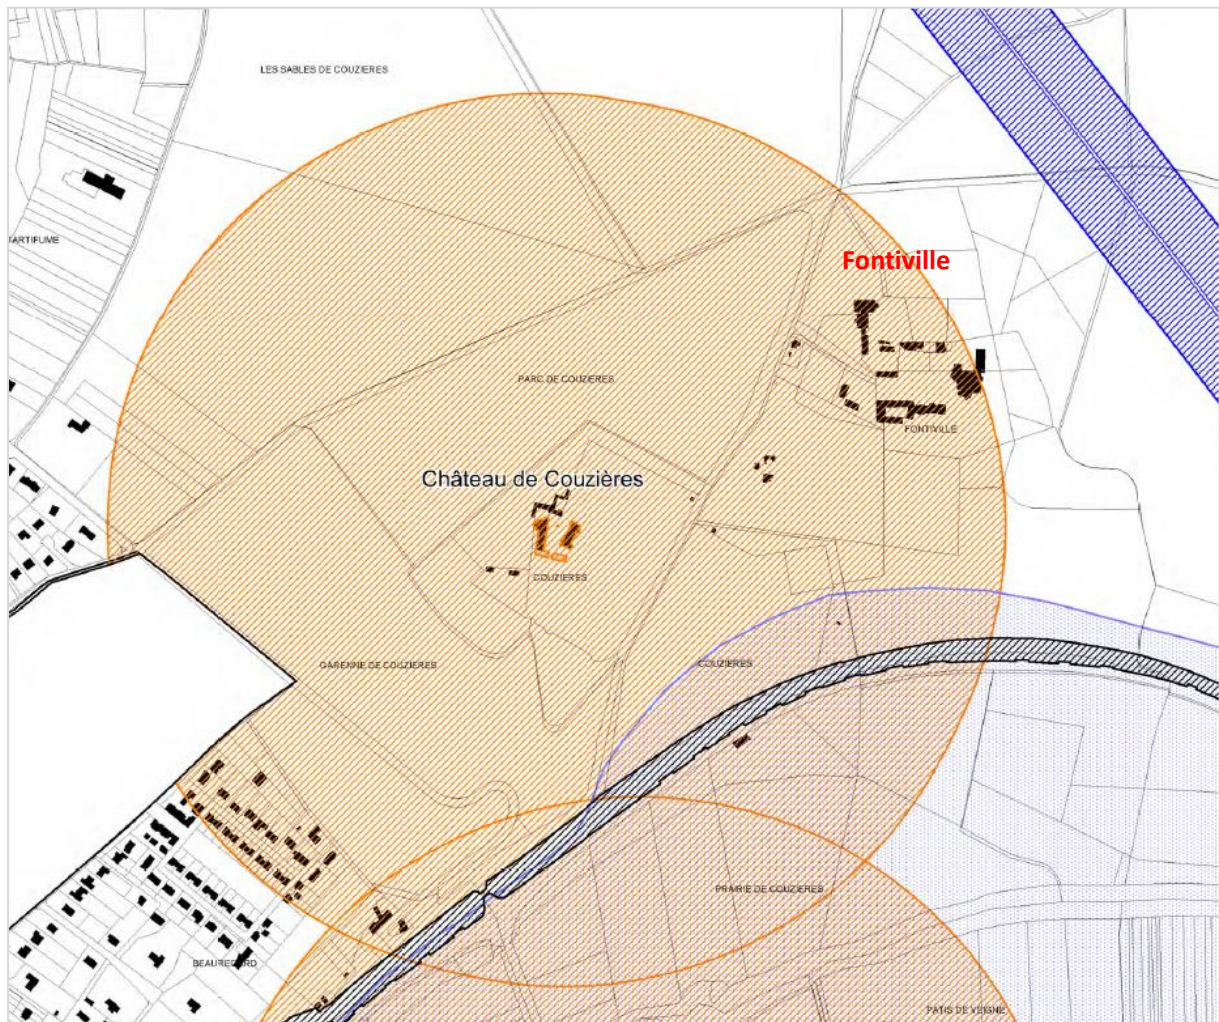 LES SABLES DE COUZIERES
TARTIFUME
Fontiville
PARC DE COUZIERES
FONTIVILLE
Château de Couzières
COUZIERES
GARENNE DE COUZIERES
COUZIERES
PRAIRIE DE COUZIERES
BEAUREGARD
PATIS DE VEIGNE